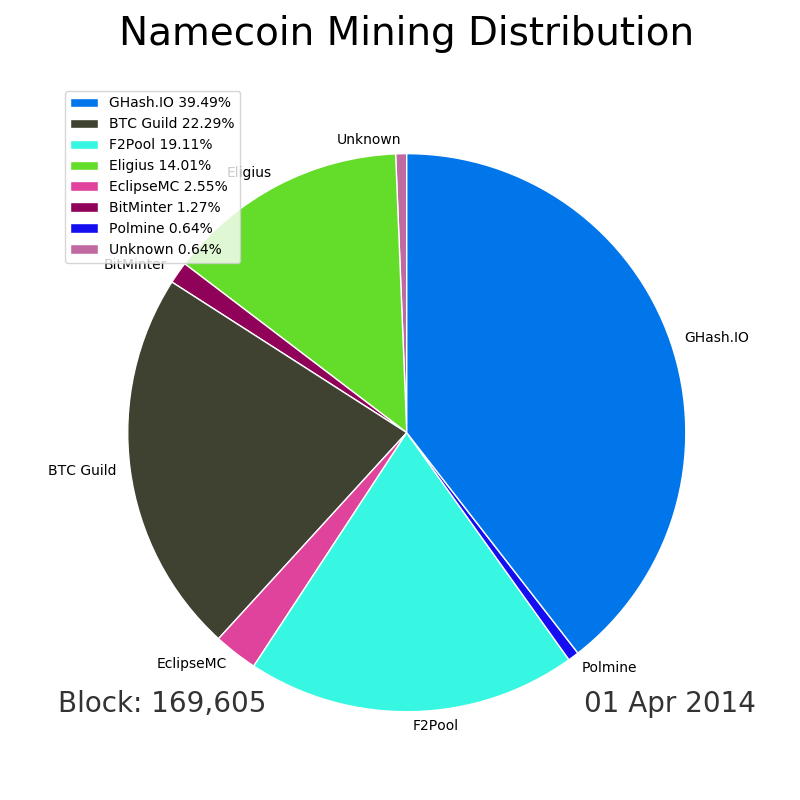 Namecoin Mining Distribution
GHash.IO 39.49%
BTC Guild 22.29%
F2Pool 19.11%
Eligius 14.01%
EclipseMC 2.55%
BitMinter 1.27%
Polmine 0.64%
Unknown 0.64%
Unknown
Eligius
BitMinter
GHash.IO
BTC Guild
EclipseMC
Polmine
F2Pool
Block: 169,605
01 Apr 2014